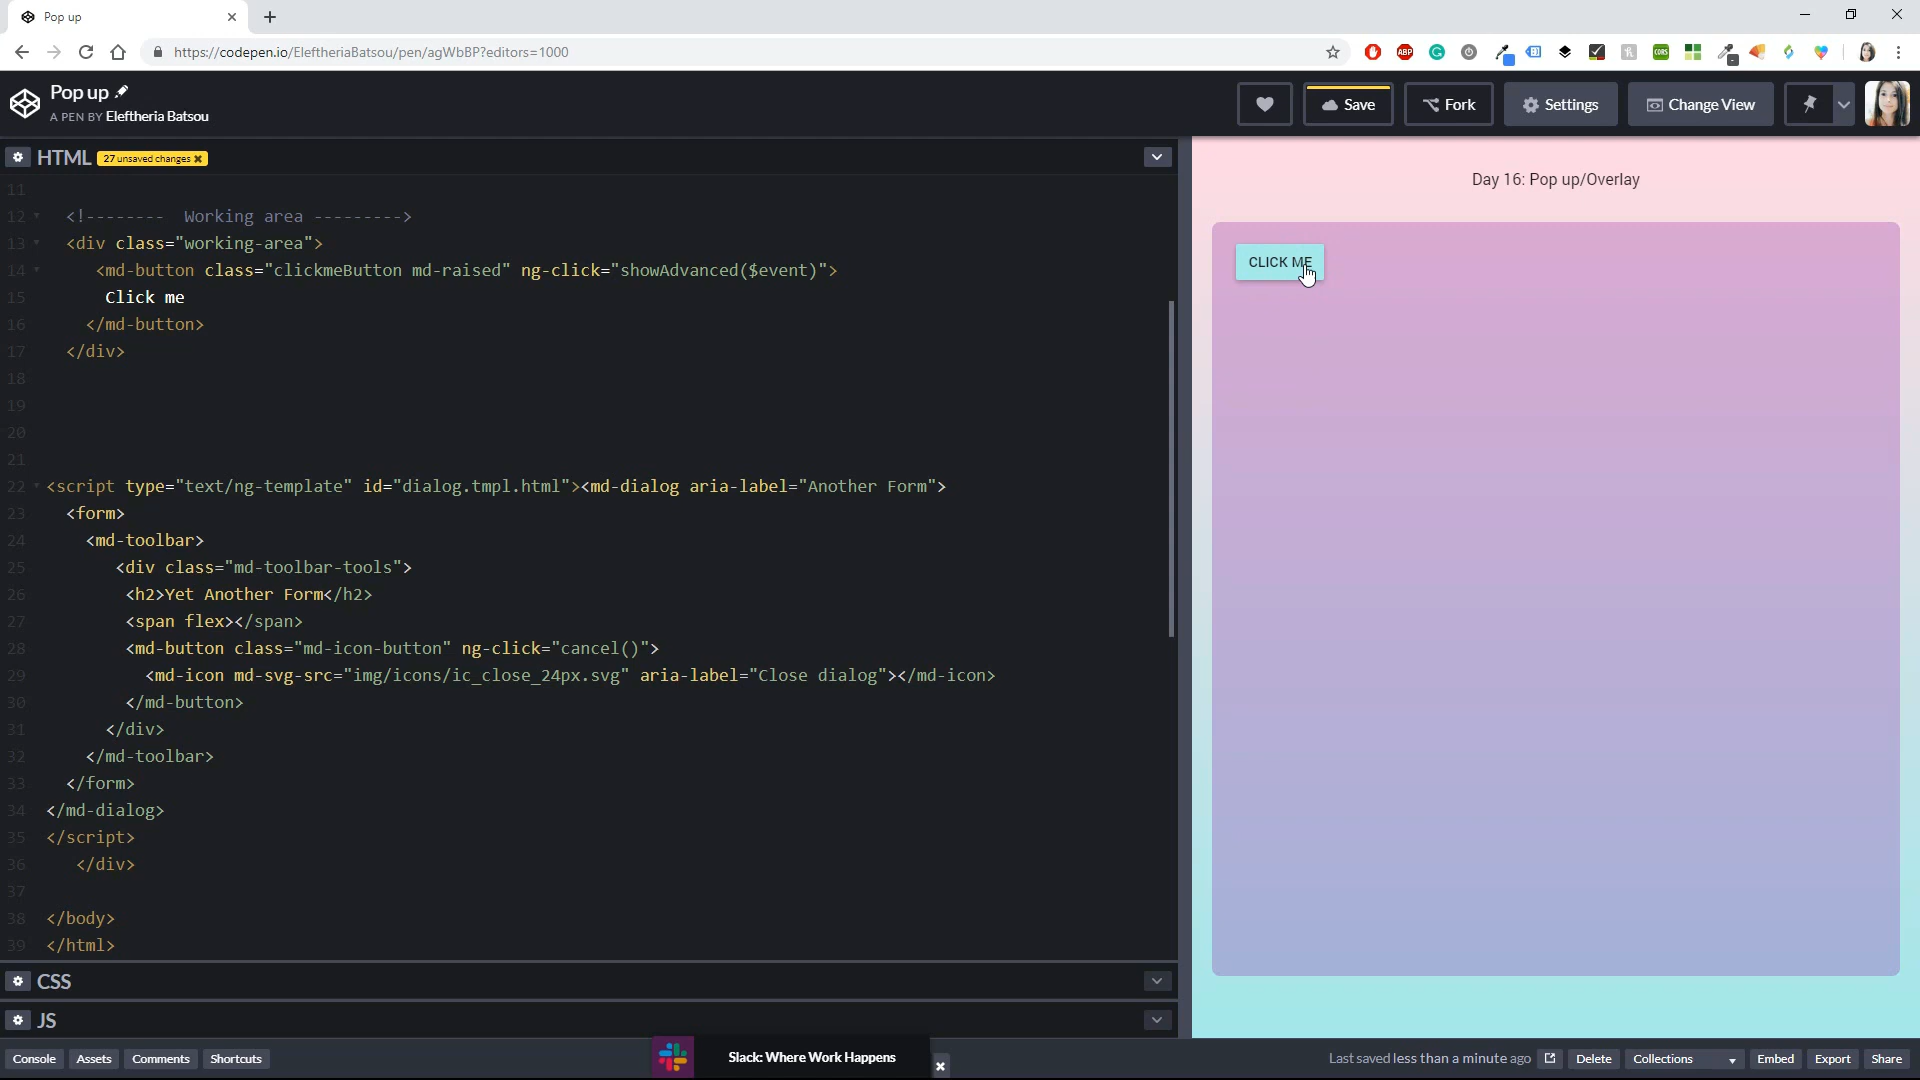 Pop up
https://codepen.io/EleftheriaBatsou/pen/agWbBP?editors=1000
ABP
CORS
Pop up
A PEN BY Eleftheria Batsou
Save
Fork
Settings
Change View
HTML
27 unsaved changes ×
11
12 <!-------- Working area --------->
13 <div class="working-area">
14 <md-button class="clickmeButton md-raised" ng-click="showAdvanced($event)">
15 Click me
16 </md-button>
17 </div>
18
19
20
21
22 <script type="text/ng-template" id="dialog.tmpl.html"><md-dialog aria-label="Another Form">
23 <form>
24 <md-toolbar>
25 <div class="md-toolbar-tools">
26 <h2>Yet Another Form</h2>
27 <span flex></span>
28 <md-button class="md-icon-button" ng-click="cancel()">
29 <md-icon md-svg-src="img/icons/ic_close_24px.svg" aria-label="Close dialog"></md-icon>
30 </md-button>
31 </div>
32 </md-toolbar>
33 </form>
34 </md-dialog>
35 </script>
36 </div>
37
38 </body>
39 </html>
CSS
JS
Day 16: Pop up/Overlay
CLICK ME
Console
Assets
Comments
Shortcuts
Slack: Where Work Happens
Last saved less than a minute ago
Delete
Collections
Embed
Export
Share